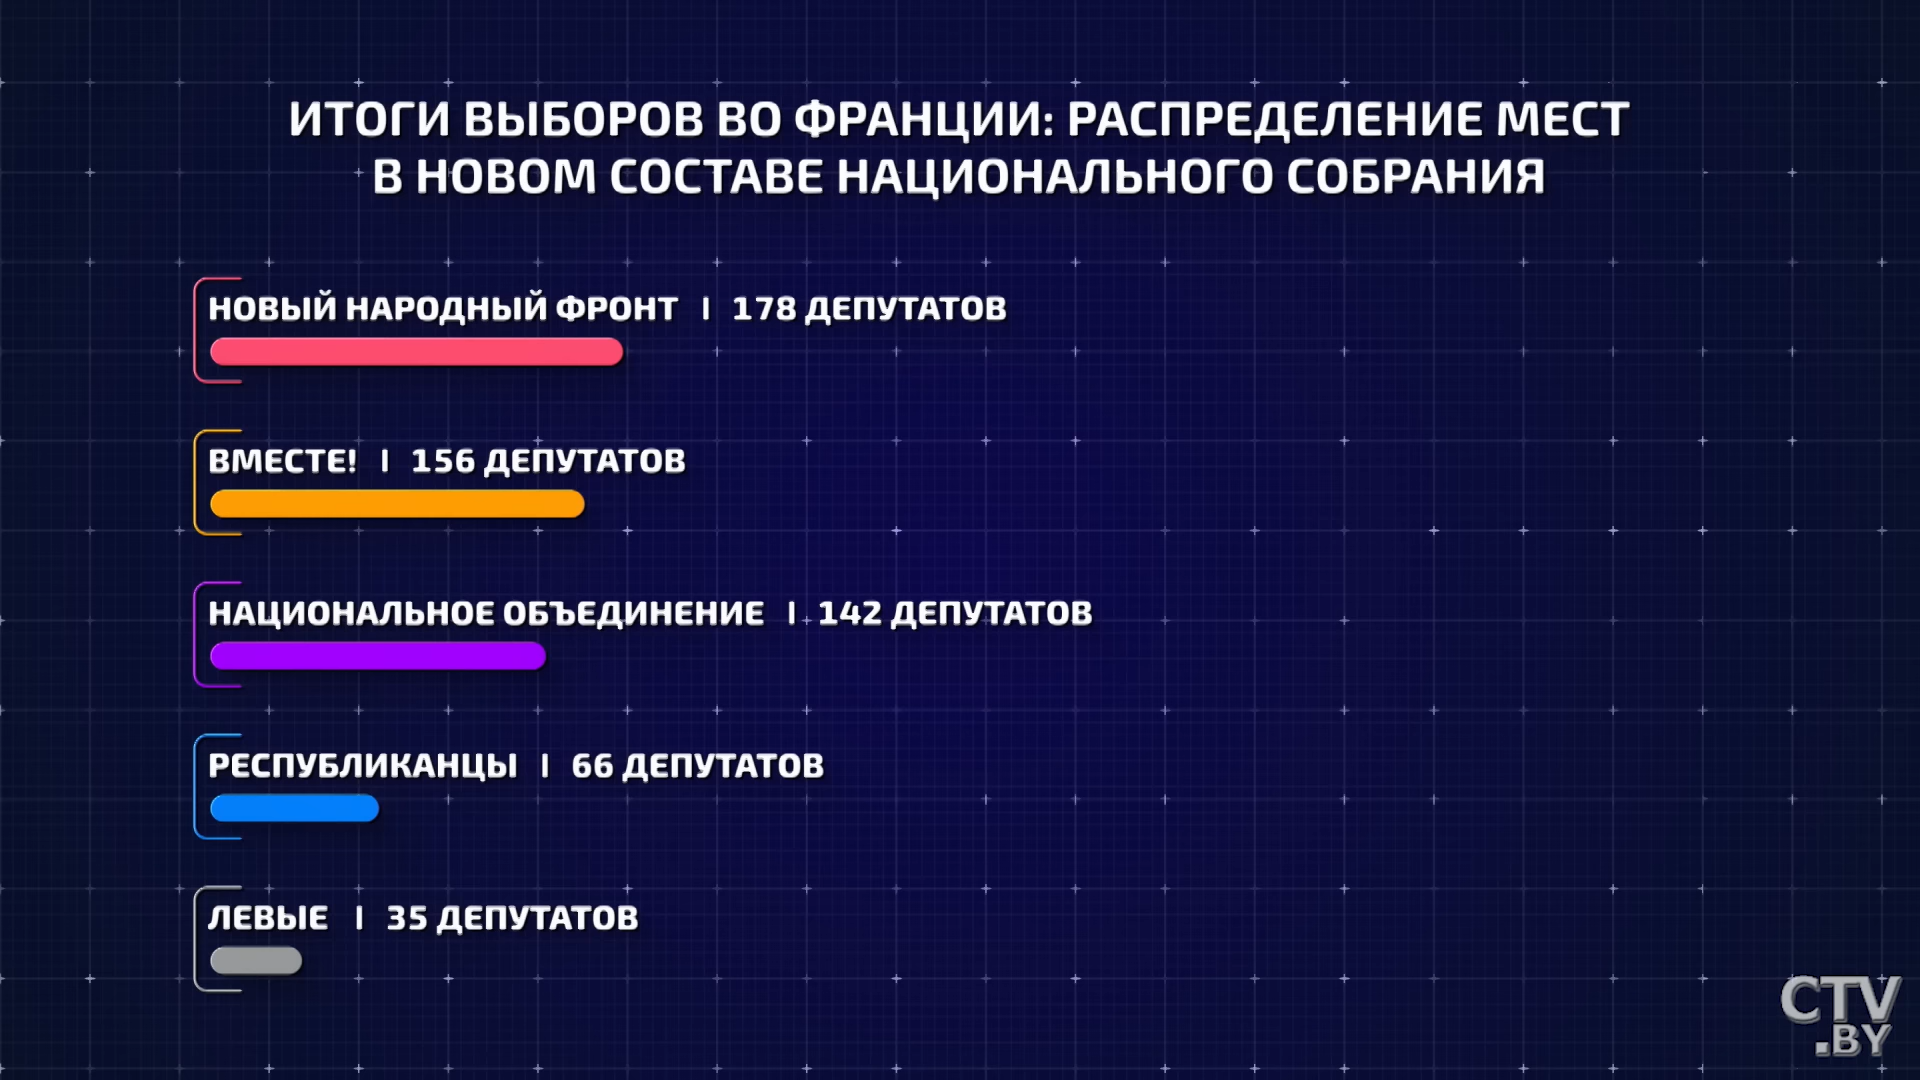 ИТОГИ ВЫБОРОВ ВО ФРАНЦИИ: РАСПРЕДЕЛЕНИЕ МЕСТ
В НОВОМ СОСТАВЕ НАЦИОНАЛЬНОГО СОБРАНИЯ
НОВЫЙ НАРОДНЫЙ ФРОНТ | 178 ДЕПУТАТОВ
ВМЕСТЕ! | 156 ДЕПУТАТОВ
НАЦИОНАЛЬНОЕ ОБЪЕДИНЕНИЕ | 142 ДЕПУТАТОВ
РЕСПУБЛИКАНЦЫ | 66 ДЕПУТАТОВ
ЛЕВЫЕ | 35 ДЕПУТАТОВ
CTV
.BY